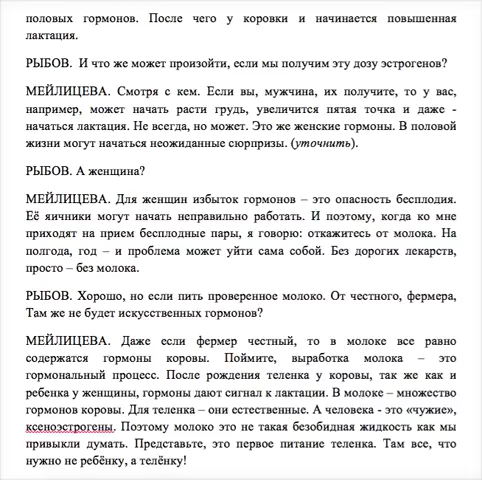 половых гормонов. После чего у коровки и начинается повышенная
лактация.
РЫБОВ. И что же может произойти, если мы получим эту дозу эстрогенов?
МЕЙЛИЦЕВА. Смотря с кем. Если вы, мужчина, их получите, то у вас,
например, может начать расти грудь, увеличится пятая точка и даже -
начаться лактация. Не всегда, но может. Это же женские гормоны. В половой
жизни могут начаться неожиданные сюрпризы. (уточнить).
РЫБОВ. А женщина?
МЕЙЛИЦЕВА. Для женщин избыток гормонов – это опасность бесплодия.
Её яичники могут начать неправильно работать. И поэтому, когда ко мне
приходят на прием бесплодные пары, я говорю: откажитесь от молока. На
полгода, год – и проблема может уйти сама собой. Без дорогих лекарств,
просто – без молока.
РЫБОВ. Хорошо, но если пить проверенное молоко. От честного, фермера,
Там же не будет искусственных гормонов?
МЕЙЛИЦЕВА. Даже если фермер честный, то в молоке все равно
содержатся гормоны коровы. Поймите, выработка молока – это
гормональный процесс. После рождения теленка у коровы, так же как и
ребенка у женщины, гормоны дают сигнал к лактации. В молоке – множество
гормонов коровы. Для теленка – они естественные. А человека - это «чужие»,
ксеноэстрогены. Поэтому молоко это не такая безобидная жидкость как мы
привыкли думать. Представьте, это первое питание теленка. Там все, что
нужно не ребёнку, а телёнку!